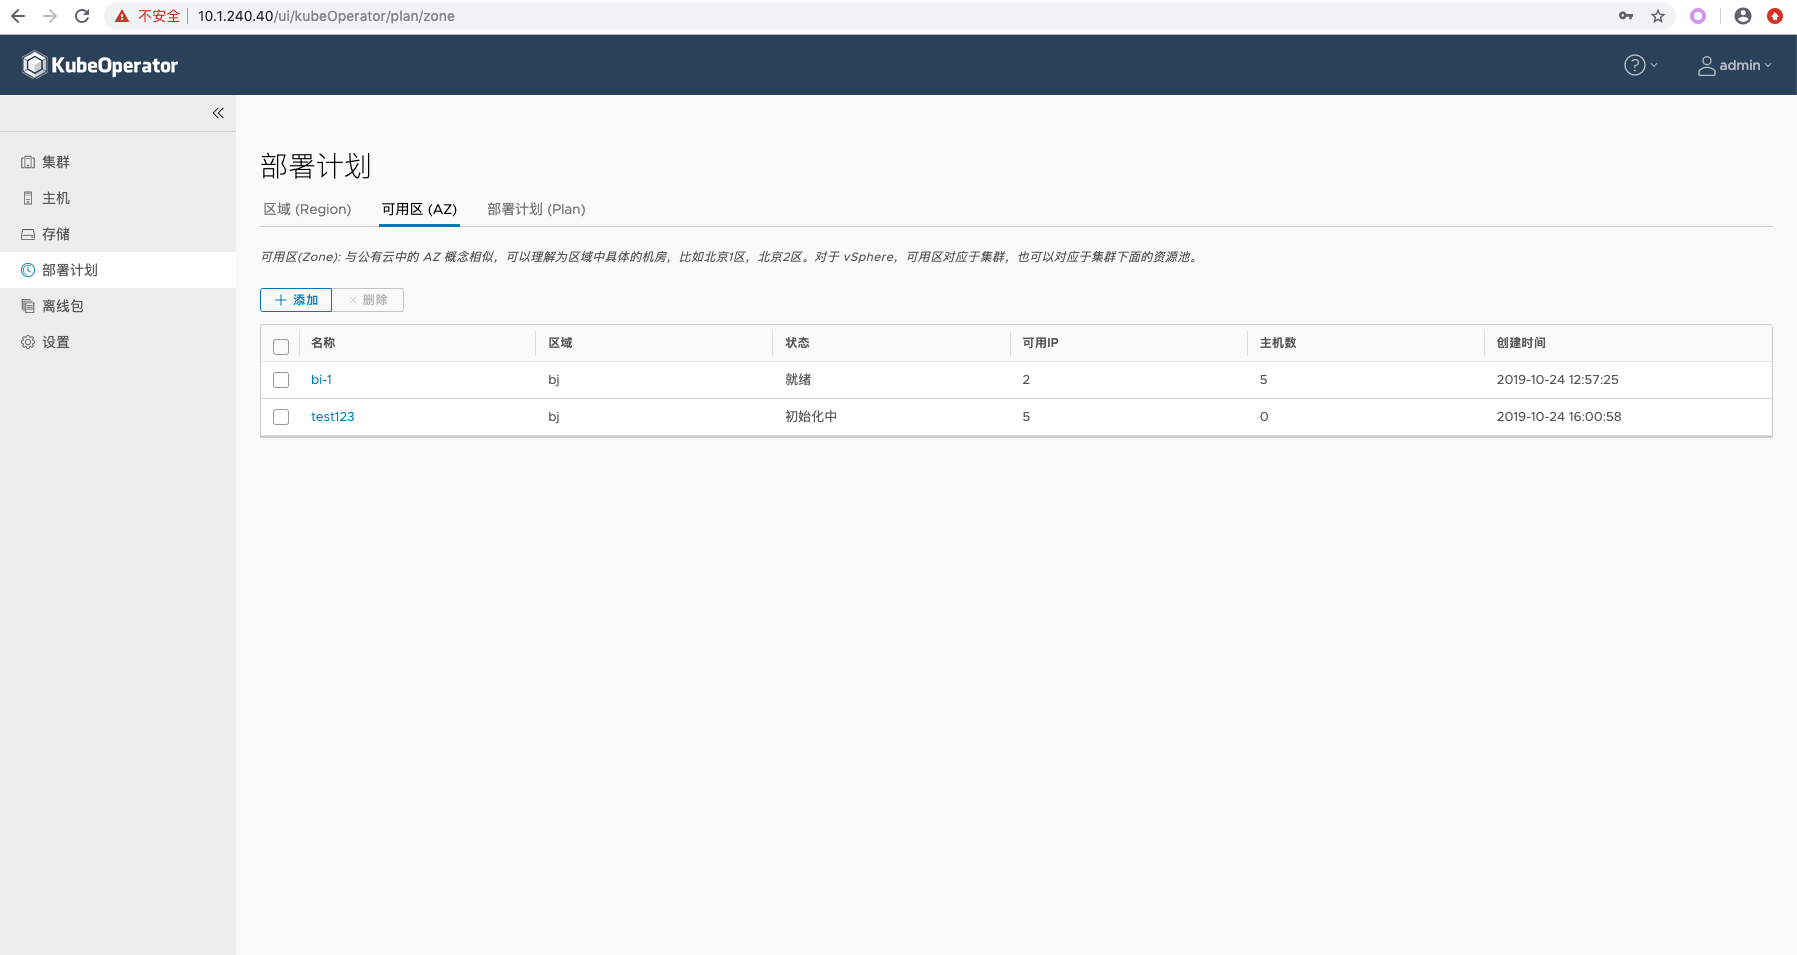 不安全 10.1.240.40/ui/kubeOperator/plan/zone
KubeOperator
admin
集群
主机
存储
部署计划
离线包
设置
部署计划
区域 (Region) 可用区 (AZ) 部署计划 (Plan)
可用区(Zone): 与公有云中的 AZ 概念相似，可以理解为区域中具体的机房，比如北京1区，北京2区。对于 vSphere，可用区对应于集群，也可以对应于集群下面的资源池。
添加 删除
名称 区域 状态 可用IP 主机数 创建时间
bi-1 bj 就绪 2 5 2019-10-24 12:57:25
test123 bj 初始化中 5 0 2019-10-24 16:00:58